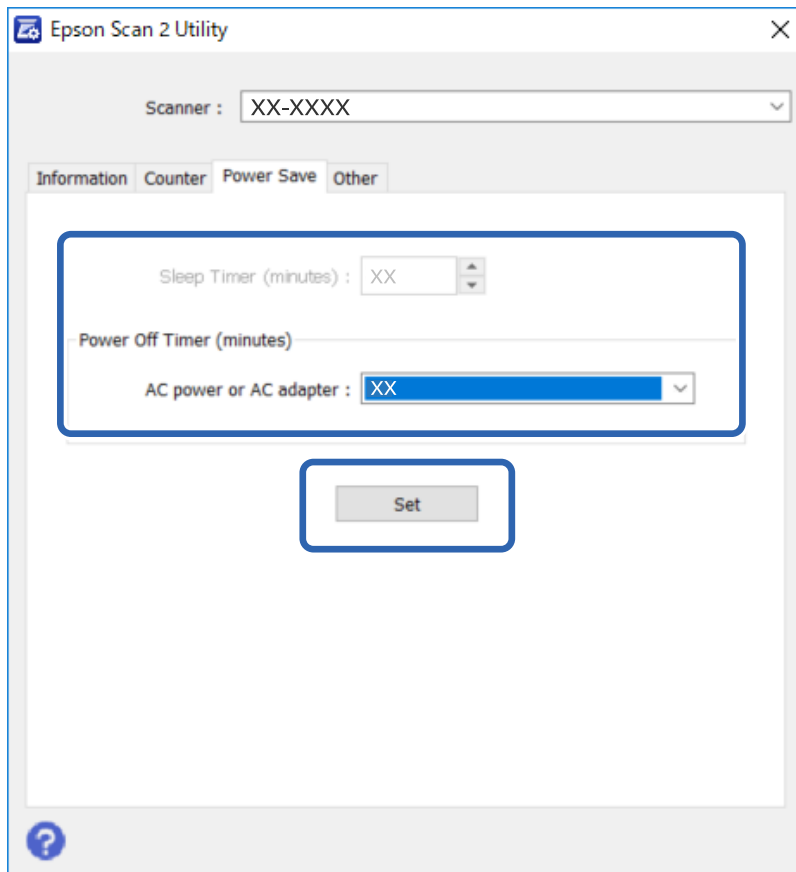 Epson Scan 2 Utility
Scanner : XX-XXXX
Information Counter Power Save Other
Sleep Timer (minutes) : XX
Power Off Timer (minutes)
AC power or AC adapter : XX
Set
?